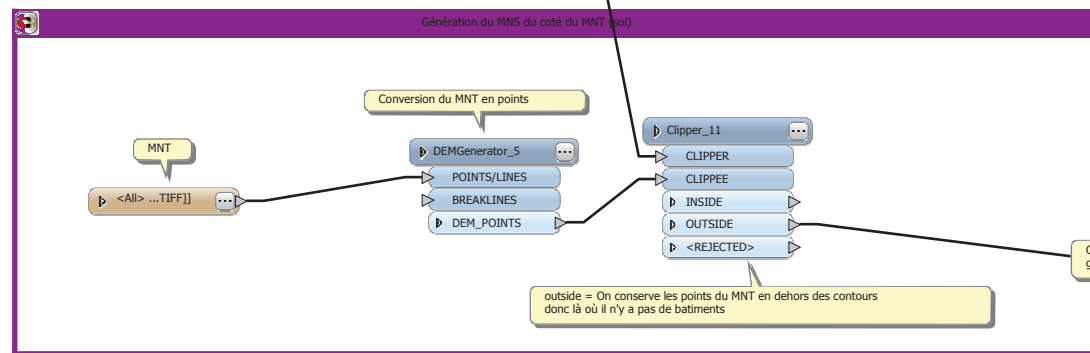 Génération du MNS du coté du MNT (sol)
Conversion du MNT en points
MNT
<All> ...TIFF]]
DEMGenerator_5
POINTS/LINES
BREAKLINES
DEM_POINTS
Clipper_11
CLIPPER
CLIPPEE
INSIDE
OUTSIDE
<REJECTED>
outside = On conserve les points du MNT en dehors des contours
donc là où il n'y a pas de batiments